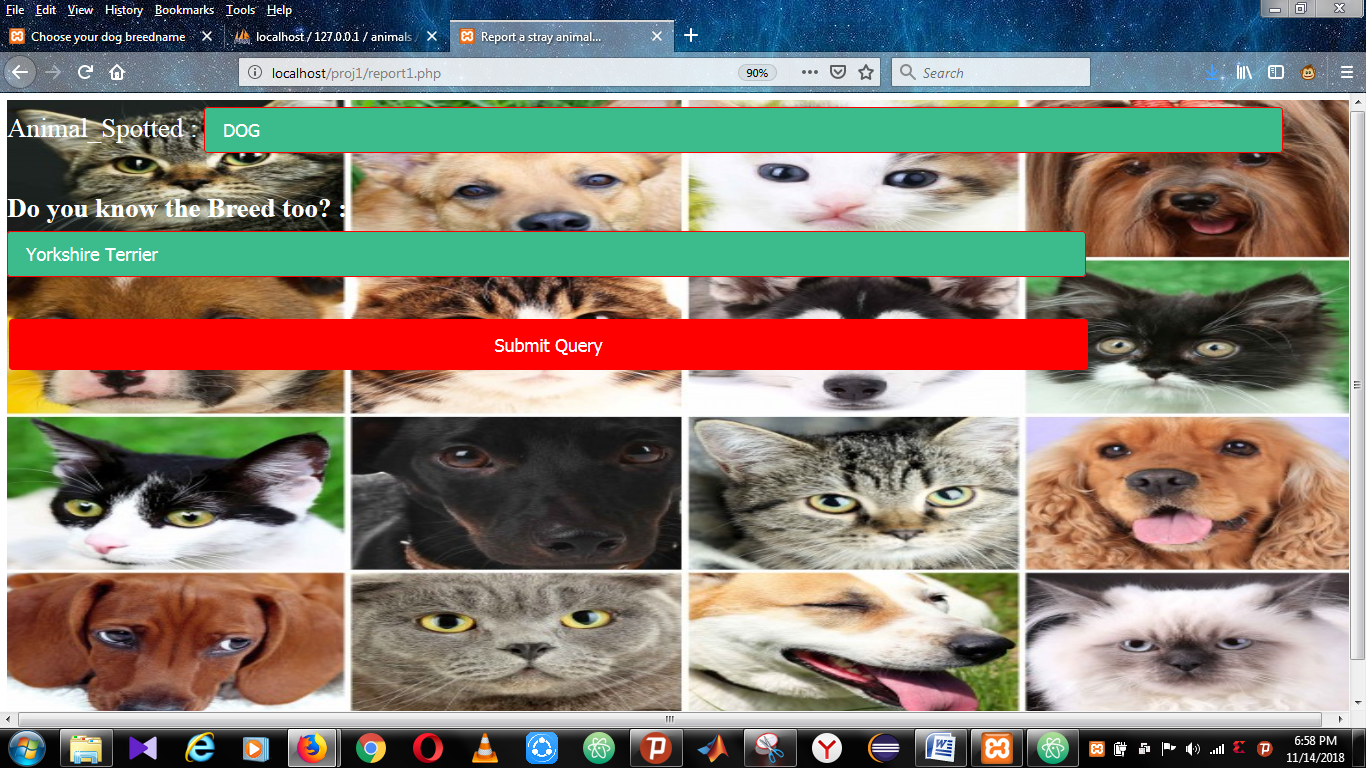 File Edit View History Bookmarks Tools Help
Choose your dog breedname
localhost / 127.0.0.1 / animals
Report a stray animal...
localhost/proj1/report1.php
90%
Search
Animal_Spotted :
DOG
Do you know the Breed too? :
Yorkshire Terrier
Submit Query
6:58 PM
11/14/2018